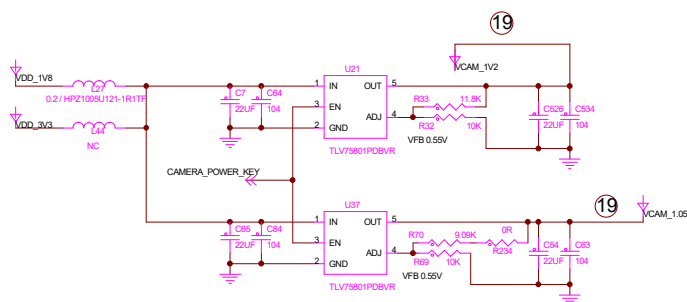 19
VDD_1V8
L27
0.2 / HPZ1005U121-1R1TF
VDD_3V3
L44
NC
C7
22UF
C64
104
U21
1
IN
OUT
5
3
EN
ADJ
4
2
GND
TLV75801PDBVR
VCAM_1V2
R33
11.8K
R32
10K
VFB 0.55V
C526
22UF
C534
104
CAMERA_POWER_KEY
19
C65
22UF
C84
104
U37
1
IN
OUT
5
3
EN
ADJ
4
2
GND
TLV75801PDBVR
R70
9.09K
0R
R234
R69
10K
VFB 0.55V
C54
22UF
C63
104
VCAM_1.05